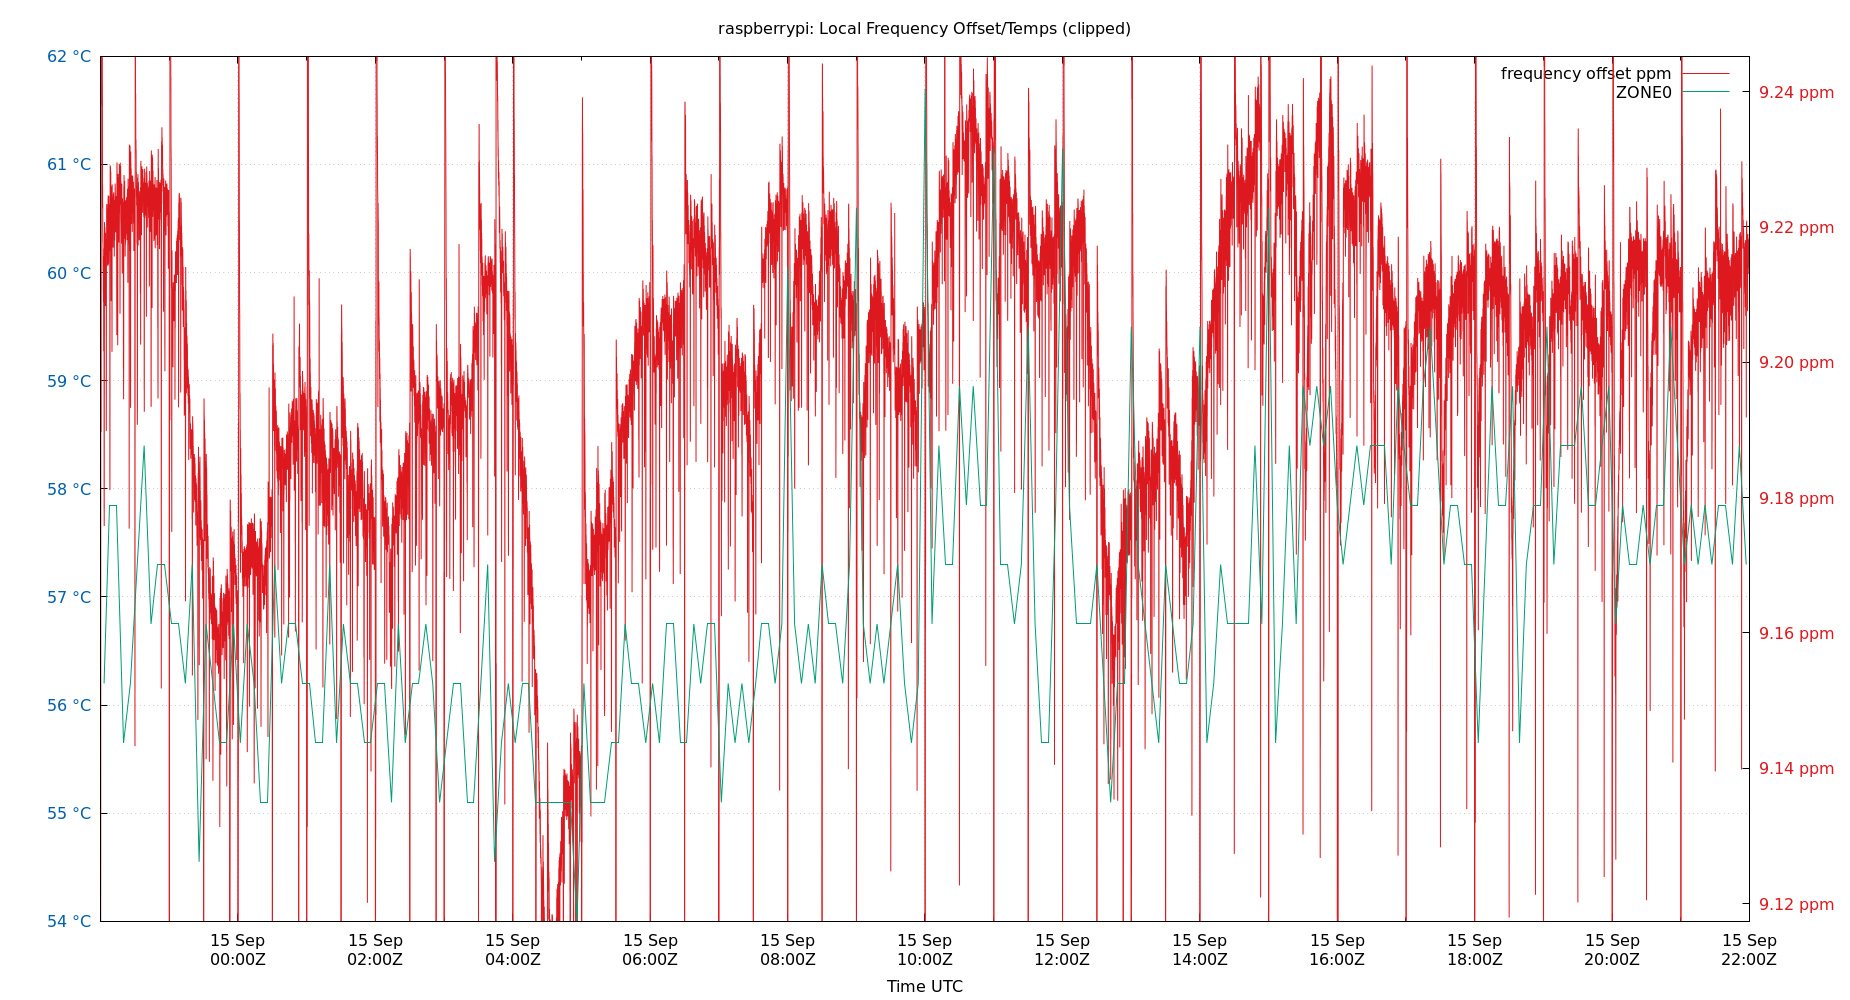 raspberrypi: Local Frequency Offset/Temps (clipped)
frequency offset ppm
ZONE0
62 °C
61 °C
60 °C
59 °C
58 °C
57 °C
56 °C
55 °C
54 °C
9.24 ppm
9.22 ppm
9.20 ppm
9.18 ppm
9.16 ppm
9.14 ppm
9.12 ppm
15 Sep 15 Sep 15 Sep 15 Sep 15 Sep 15 Sep 15 Sep 15 Sep 15 Sep 15 Sep 15 Sep 15 Sep
00:00Z 02:00Z 04:00Z 06:00Z 08:00Z 10:00Z 12:00Z 14:00Z 16:00Z 18:00Z 20:00Z 22:00Z
Time UTC